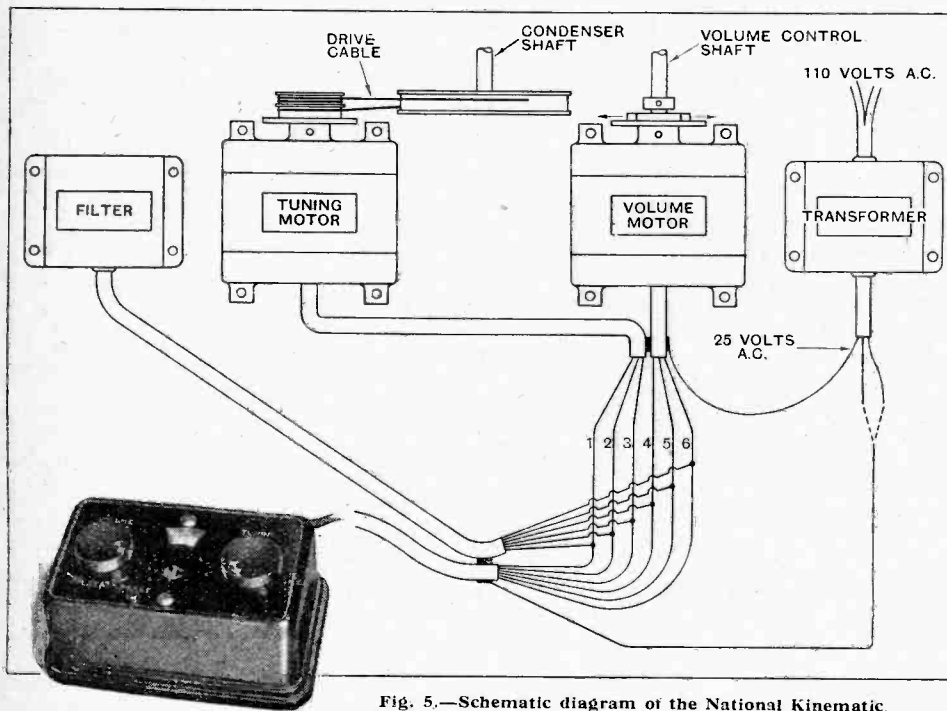 DRIVE
CABLE
CONDENSER
SHAFT
VOLUME CONTROL
SHAFT
110 VOLTS A.C.
FILTER
TUNING
MOTOR
VOLUME
MOTOR
TRANSFORMER
25 VOLTS
A.C.
1 2 3 4 5 6
Fig. 5.—Schematic diagram of the National Kinematic